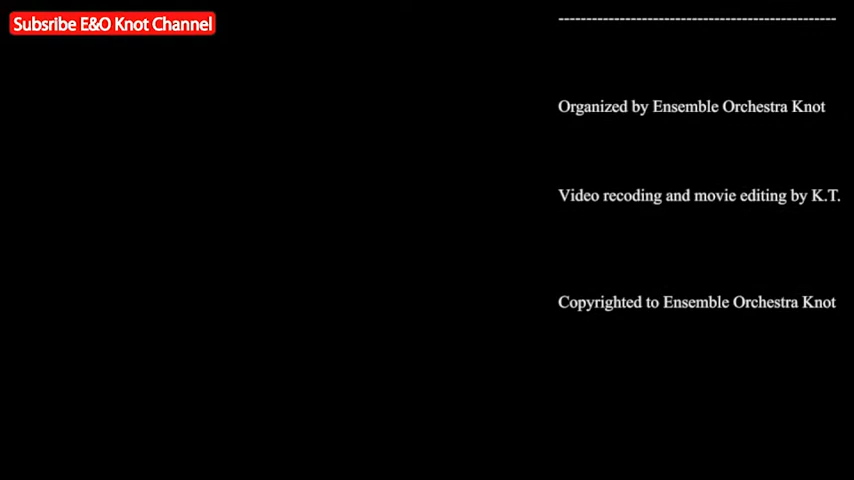 Subsribe E&O Knot Channel
--------------------------------------------------
Organized by Ensemble Orchestra Knot
Video recoding and movie editing by K.T.
Copyrighted to Ensemble Orchestra Knot